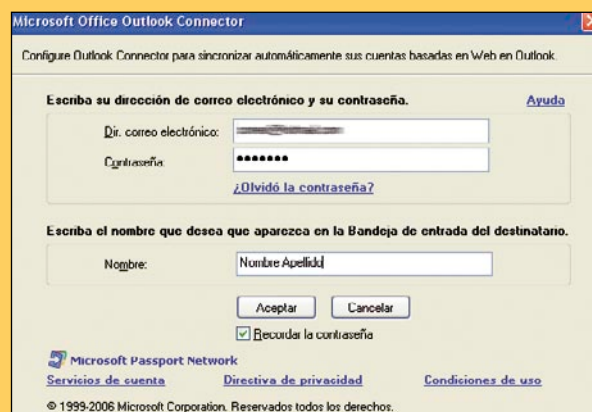 Microsoft Office Outlook Connector
Configure Outlook Connector para sincronizar automáticamente sus cuentas basadas en Web en Outlook.
Escriba su dirección de correo electrónico y su contraseña.
Ayuda
Dir. correo electrónico:
Contraseña:
●●●●●●●
¿Olvidó la contraseña?
Escriba el nombre que desea que aparezca en la Bandeja de entrada del destinatario.
Nombre:
Nombre Apellido
Aceptar
Cancelar
Recordar la contraseña
Microsoft Passport Network
Servicios de cuenta
Directiva de privacidad
Condiciones de uso
© 1999-2006 Microsoft Corporation. Reservados todos los derechos.